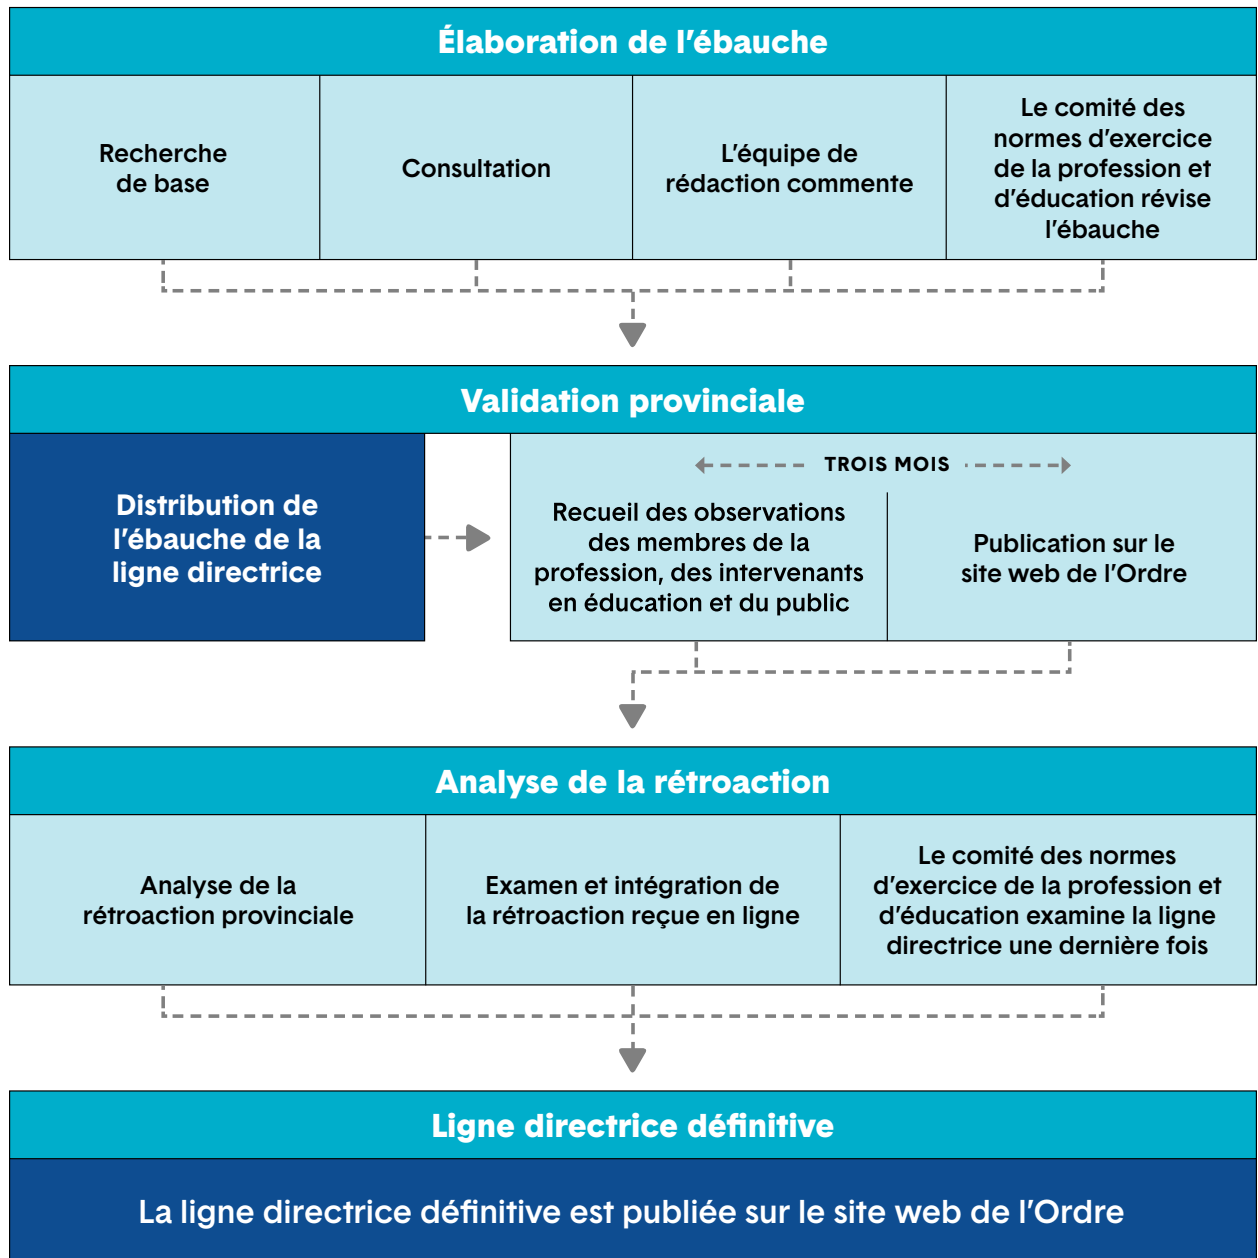 Élaboration de l’ébauche
Recherche
de base
Consultation
L’équipe de
rédaction commente
Le comité des
normes d’exercice
de la profession et
d’éducation révise
l’ébauche
Validation provinciale
Distribution de
l’ébauche de la
ligne directrice
TROIS MOIS
Recueil des observations
des membres de la
profession, des intervenants
en éducation et du public
Publication sur le
site web de l’Ordre
Analyse de la rétroaction
Analyse de la
rétroaction provinciale
Examen et intégration de
la rétroaction reçue en ligne
Le comité des normes
d’exercice de la profession et
d’éducation examine la ligne
directrice une dernière fois
Ligne directrice définitive
La ligne directrice définitive est publiée sur le site web de l’Ordre